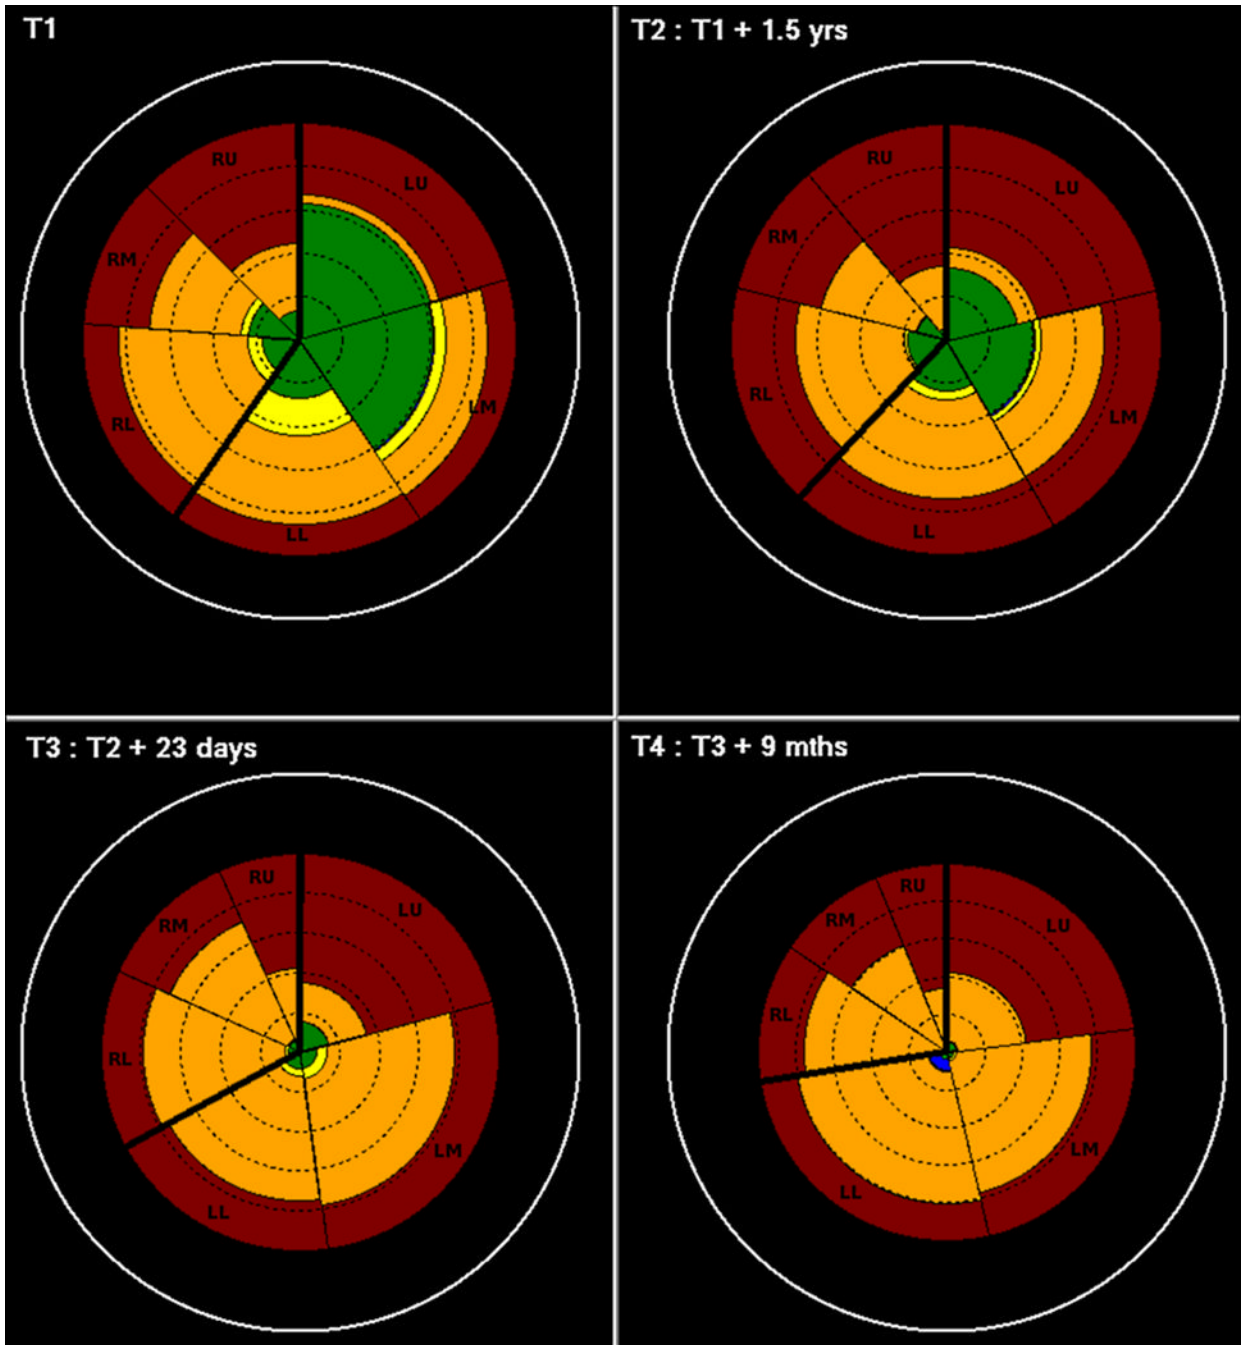 T1
RU
LU
RM
LM
RL
LL
T2 : T1 + 1.5 yrs
RU
LU
RM
RL
LM
LL
T3 : T2 + 23 days
RU
LU
RM
RL
LM
LL
T4 : T3 + 9 mths
RU
RM
LU
RL
LM
LL